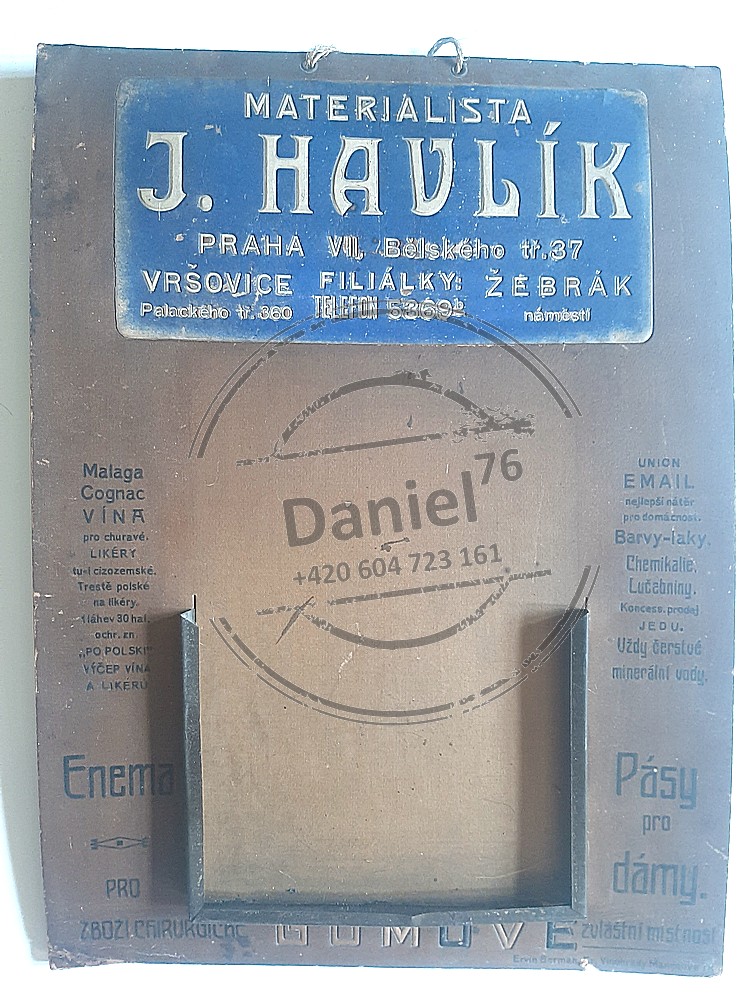 MATERIALISTA
J. HAVLÍK
PRAHA VII, Bělského tř. 37
VRŠOVICE FILIÁLKY: ŽEBRÁK
Palackého tř. 360 TELEFON 5369b náměstí
Malaga
Cognac
VÍNA
pro churavé.
LIKÉRY
tu-i cizozemské.
Trestě polské
na likéry.
1 láhev 30 hal.
ochr. zn.
„PO POLSKI"
VÝČEP VÍNA
A LIKÉRŮ
Enema
PRO
UNION
EMAIL
nejlepší nátěr
pro domácnost.
Barvy-laky,
Chemikalie,
Lučebniny.
Koncess. prodej
JEDU.
Vždy čerstvé
minerální vody.
Pásy
pro
dámy.
ZBOŽÍ CHIRURGICKÉ GUMOVÉ zvláštní místnost
Daniel76
+420 604 723 161